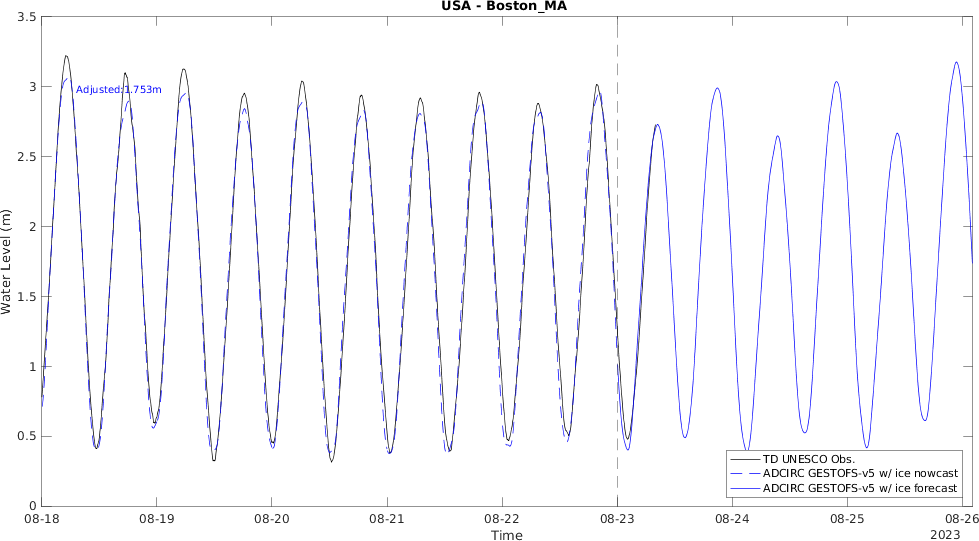 USA - Boston_MA
3.5
3
2.5
2
1.5
1
0.5
0
Water Level (m)
Adjusted:1.753m
TD UNESCO Obs.
ADCIRC GESTOFS-v5 w/ ice nowcast
ADCIRC GESTOFS-v5 w/ ice forecast
08-18 08-19 08-20 08-21 08-22 08-23 08-24 08-25 08-26
Time
2023